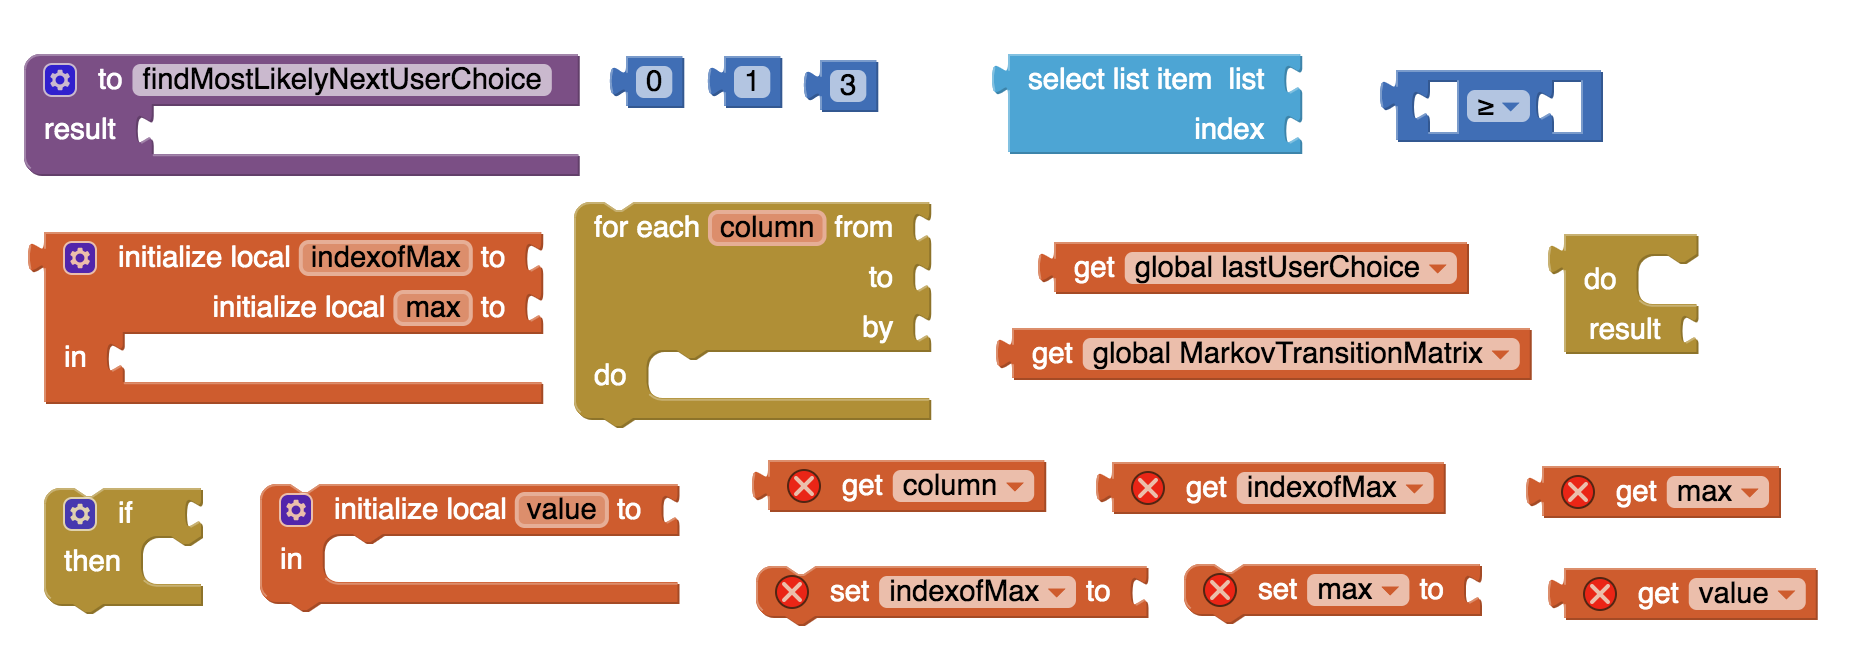 to findMostLikelyNextUserChoice
result
0
1
3
select list item list
index
≥
initialize local indexofMax to
initialize local max to
in
for each column from
to
by
do
get global lastUserChoice
get global MarkovTransitionMatrix
do
result
if
then
initialize local value to
in
get column
get indexofMax
get max
set indexofMax to
set max to
get value